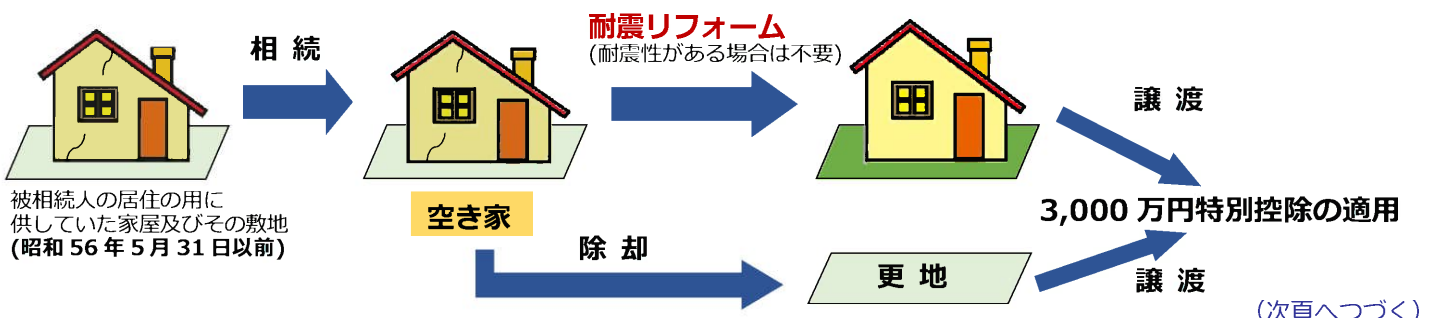 相 続
耐震リフォーム
(耐震性がある場合は不要)
譲 渡
被相続人の居住の用に
供していた家屋及びその敷地
(昭和 56 年 5 月 31 日以前)
空き家
3,000 万円特別控除の適用
除 却
更 地
譲 渡
(次頁へつづく)